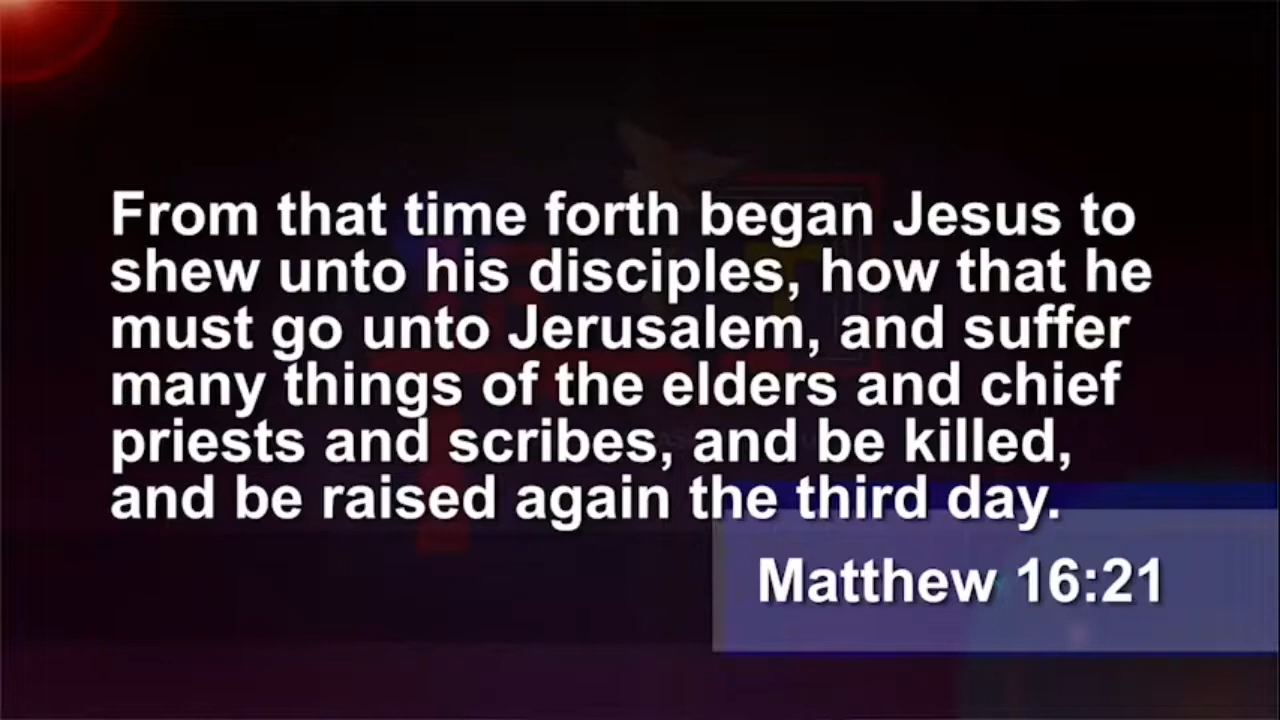 From that time forth began Jesus to
shew unto his disciples, how that he
must go unto Jerusalem, and suffer
many things of the elders and chief
priests and scribes, and be killed,
and be raised again the third day.
Matthew 16:21